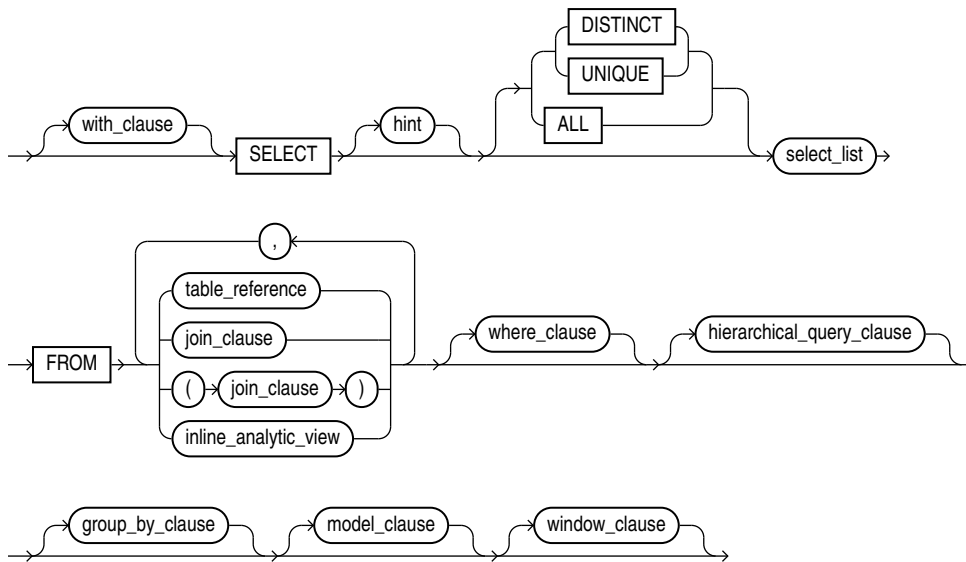 DISTINCT
UNIQUE
ALL
with_clause
SELECT
hint
select_list
,
FROM
table_reference
join_clause
( join_clause )
inline_analytic_view
where_clause
hierarchical_query_clause
group_by_clause
model_clause
window_clause